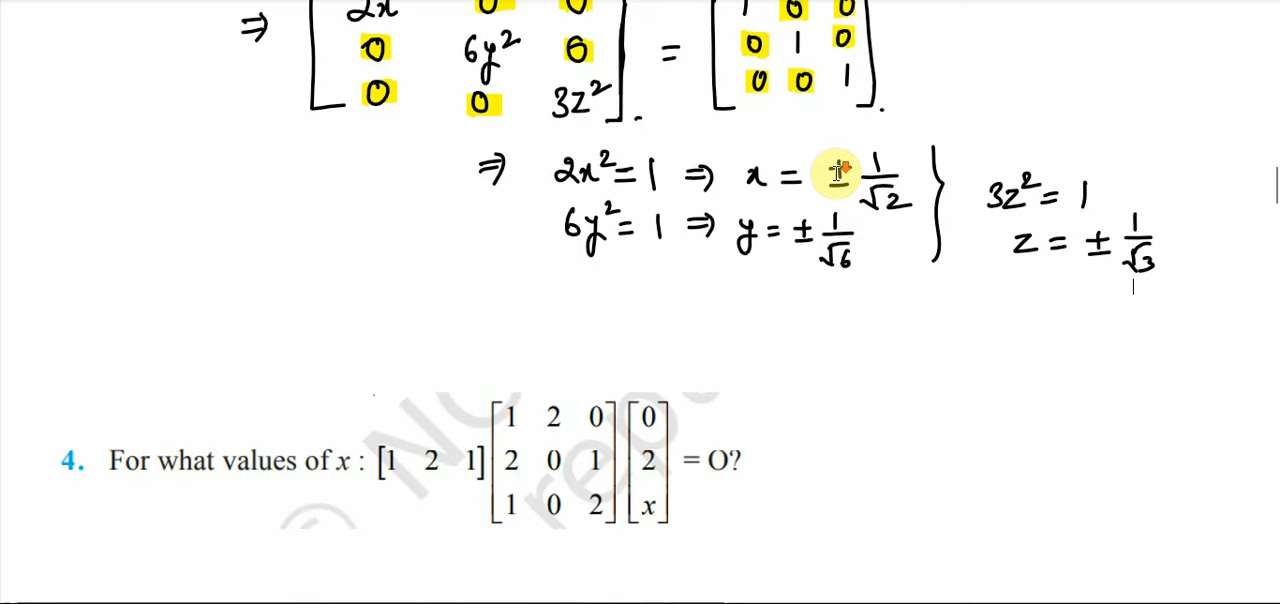 2x 0 0 1 0 0
⇒ 0 6y² 0 = 0 1 0
0 0 3z² . 0 0 1 .
⇒ 2x² = 1 ⇒ x = ± 1/√2 } 3z² = 1
6y² = 1 ⇒ y = ± 1/√6 z = ± 1/√3
1 2 0 0
4. For what values of x : [1 2 1] 2 0 1 2 = O?
1 0 2 x